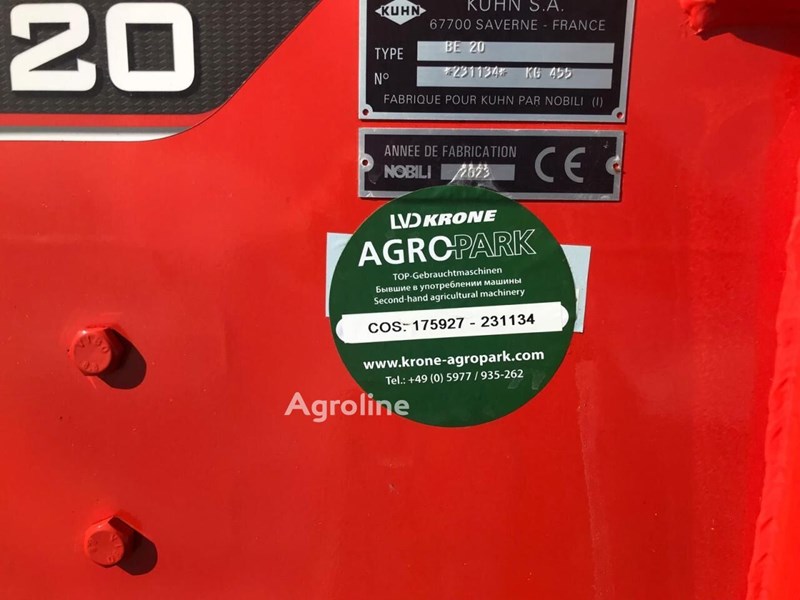 20
KUHN
KUHN S.A.
67700 SAVERNE - FRANCE
TYPE BE 20
N° *231134* KG 455
FABRIQUE POUR KUHN PAR NOBILI (I)
ANNEE DE FABRICATION
NOBILI 2023 CE
LVD KRONE
AGROPARK
TOP-Gebrauchtmaschinen
Бывшие в употреблении машины
Second-hand agricultural machinery
COS: 175927 - 231134
www.krone-agropark.com
Tel.: +49 (0) 5977 / 935-262
Agroline